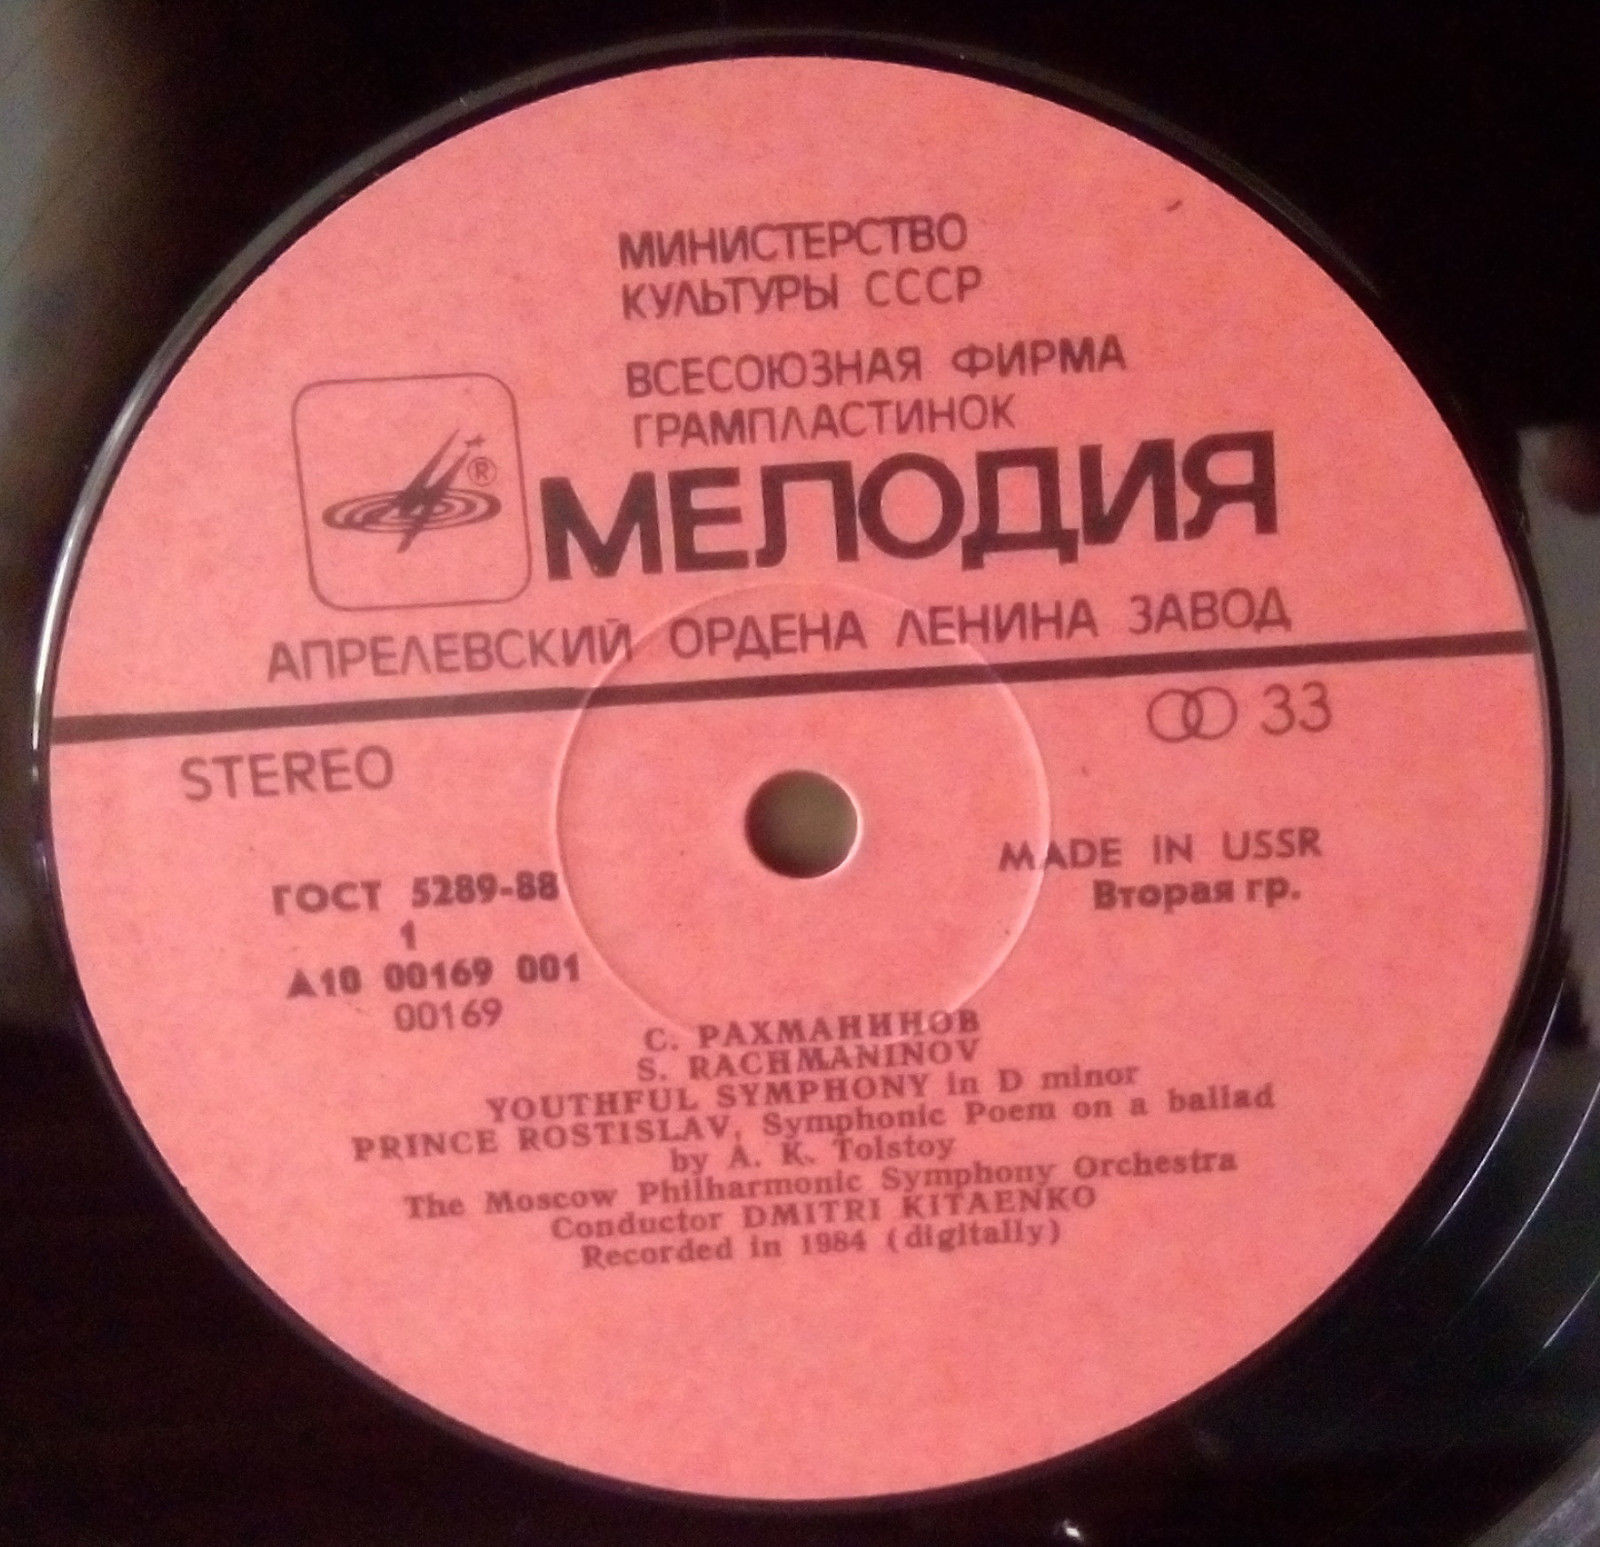 МИНИСТЕРСТВО
КУЛЬТУРЫ СССР
ВСЕСОЮЗНАЯ ФИРМА
ГРАМПЛАСТИНОК
®
МЕЛОДИЯ
АПРЕЛЕВСКИЙ ОРДЕНА ЛЕНИНА ЗАВОД
STEREO
33
ГОСТ 5289-88
1
А10 00169 001
00169
MADE IN USSR
Вторая гр.
С. РАХМАНИНОВ
S. RACHMANINOV
YOUTHFUL SYMPHONY in D minor
PRINCE ROSTISLAV, Symphonic Poem on a ballad
by A. K. Tolstoy
The Moscow Philharmonic Symphony Orchestra
Conductor DMITRI KITAENKO
Recorded in 1984 (digitally)